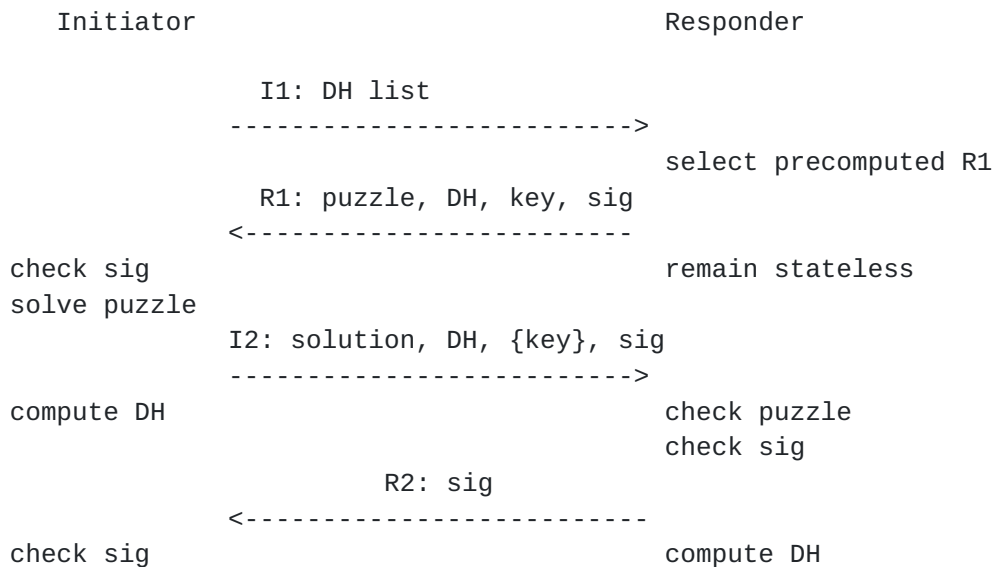 Initiator Responder
I1: DH list
-------------------------->
select precomputed R1
R1: puzzle, DH, key, sig
<-------------------------
check sig remain stateless
solve puzzle
I2: solution, DH, {key}, sig
-------------------------->
compute DH check puzzle
check sig
R2: sig
<--------------------------
check sig compute DH